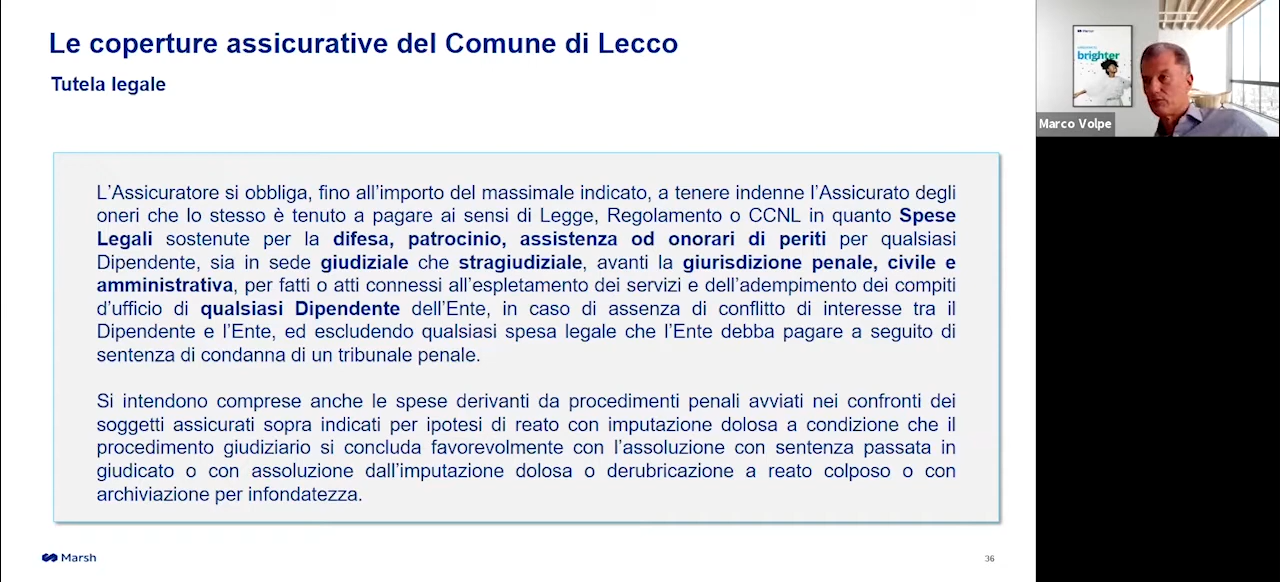 Le coperture assicurative del Comune di Lecco
Tutela legale
L'Assicuratore si obbliga, fino all'importo del massimale indicato, a tenere indenne l'Assicurato degli
oneri che lo stesso è tenuto a pagare ai sensi di Legge, Regolamento o CCNL in quanto Spese
Legali sostenute per la difesa, patrocinio, assistenza od onorari di periti per qualsiasi
Dipendente, sia in sede giudiziale che stragiudiziale, avanti la giurisdizione penale, civile e
amministrativa, per fatti o atti connessi all'espletamento dei servizi e dell'adempimento dei compiti
d'ufficio di qualsiasi Dipendente dell'Ente, in caso di assenza di conflitto di interesse tra il
Dipendente e l'Ente, ed escludendo qualsiasi spesa legale che l'Ente debba pagare a seguito di
sentenza di condanna di un tribunale penale.
Si intendono comprese anche le spese derivanti da procedimenti penali avviati nei confronti dei
soggetti assicurati sopra indicati per ipotesi di reato con imputazione dolosa a condizione che il
procedimento giudiziario si concluda favorevolmente con l'assoluzione con sentenza passata in
giudicato o con assoluzione dall'imputazione dolosa o derubricazione a reato colposo o con
archiviazione per infondatezza.
Marsh
36
brighter
Marco Volpe